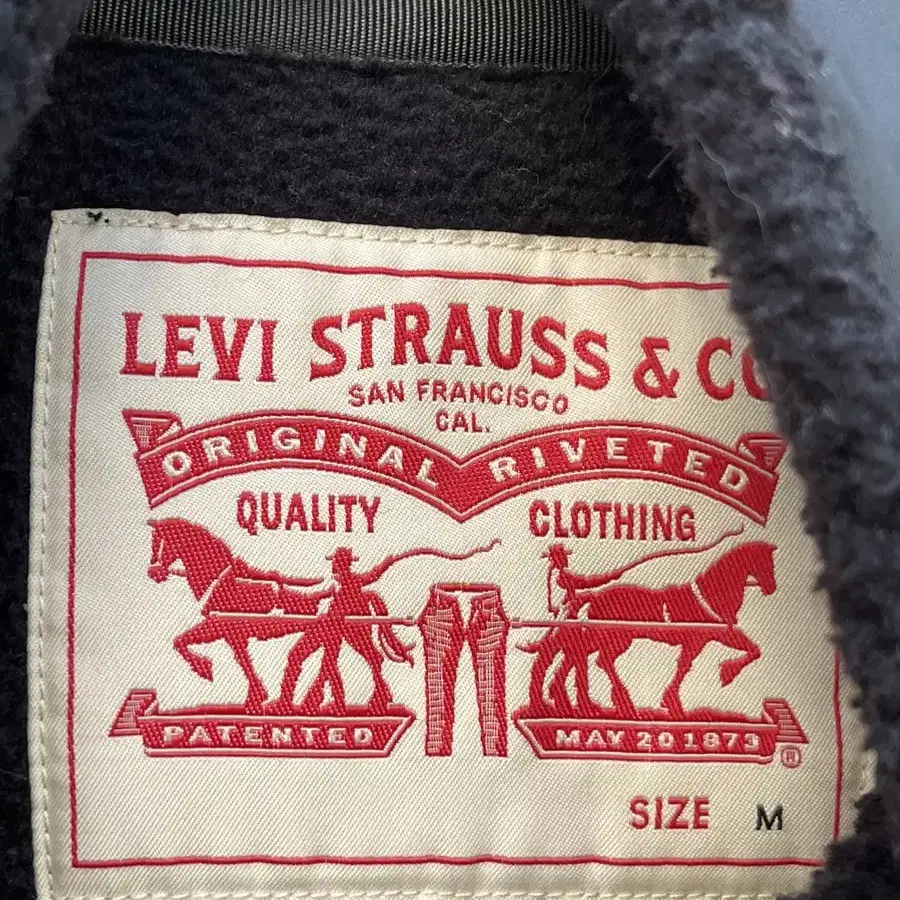 LEVI STRAUSS & CO
SAN FRANCISCO
CAL.
ORIGINAL RIVETED
QUALITY CLOTHING
PATENTED MAY 20 1873
®
SIZE M